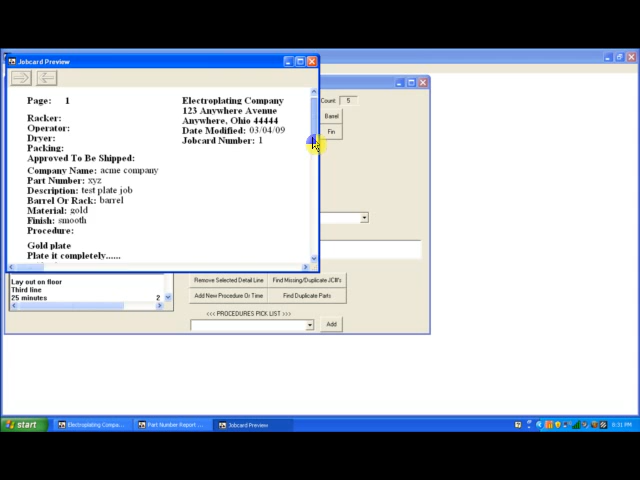 Jobcard Preview
Page: 1
Racker:
Operator:
Dryer:
Packing:
Approved To Be Shipped:
Company Name: acme company
Part Number: xyz
Description: test plate job
Barrel Or Rack: barrel
Material: gold
Finish: smooth
Procedure:
Gold plate
Plate it completely......
Electroplating Company
123 Anywhere Avenue
Anywhere, Ohio 44444
Date Modified: 03/04/09
Jobcard Number: 1
Count 5
Barrel
Fin
Lay out on floor
Third line
25 minutes 2
Remove Selected Detail Line
Find Missing/Duplicate JC#'s
Add New Procedure Or Time
Find Duplicate Parts
<<< PROCEDURES PICK LIST >>>
Add
start
Electroplating Compa...
Part Number Report ...
Jobcard Preview
8:31 PM